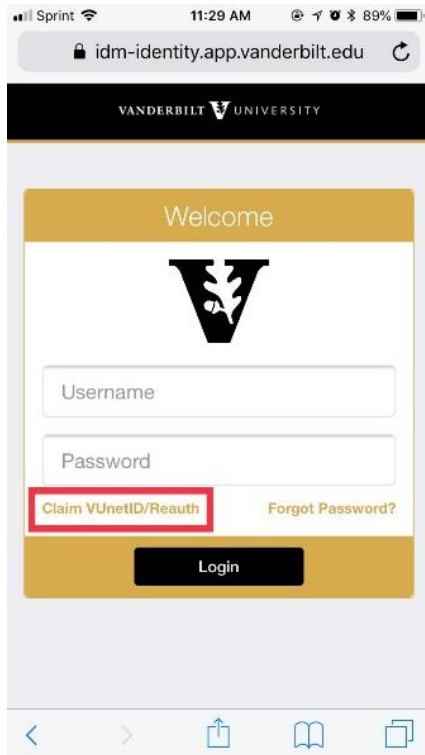 Sprint 11:29 AM 89%
idm-identity.app.vanderbilt.edu
VANDERBILT V UNIVERSITY
Welcome
V
Username
Password
Claim VUnetID/Reauth Forgot Password?
Login